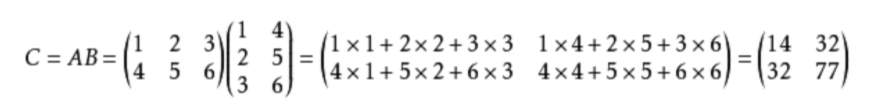 C = AB = (1 2 3
4 5 6) (1 4
2 5
3 6) = (1×1+2×2+3×3 1×4+2×5+3×6
4×1+5×2+6×3 4×4+5×5+6×6) = (14 32
32 77)